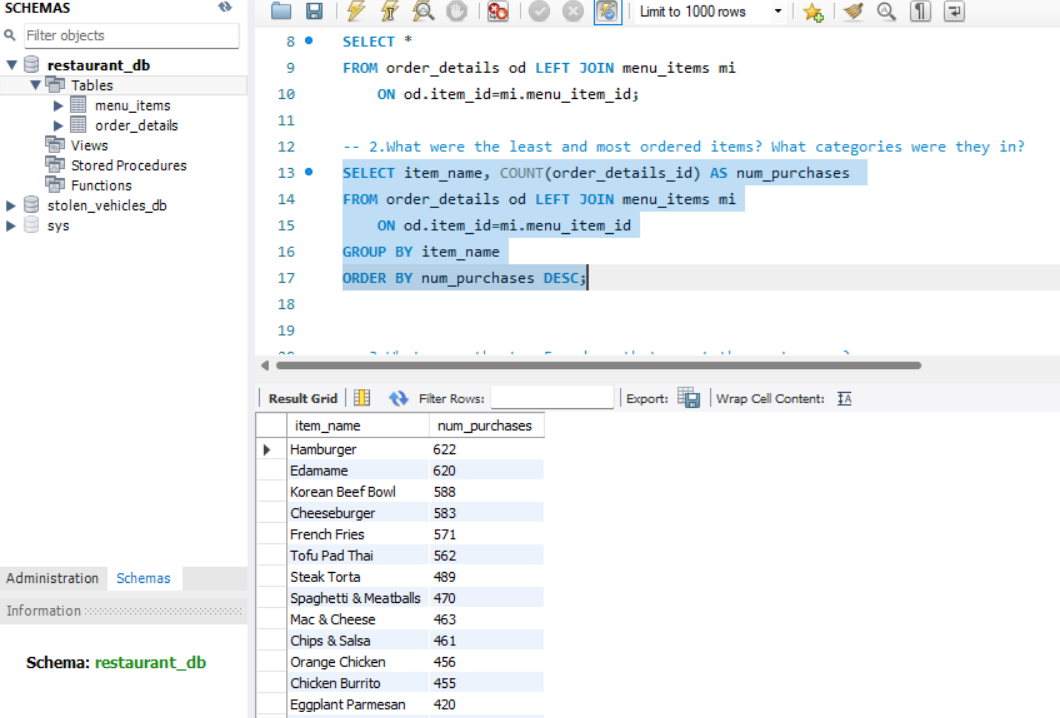 SCHEMAS
Filter objects
restaurant_db
Tables
menu_items
order_details
Views
Stored Procedures
Functions
stolen_vehicles_db
sys
Administration Schemas
Information
Schema: restaurant_db
Limit to 1000 rows
8 SELECT *
9 FROM order_details od LEFT JOIN menu_items mi
10 ON od.item_id=mi.menu_item_id;
11
12 -- 2.What were the least and most ordered items? What categories were they in?
13 SELECT item_name, COUNT(order_details_id) AS num_purchases
14 FROM order_details od LEFT JOIN menu_items mi
15 ON od.item_id=mi.menu_item_id
16 GROUP BY item_name
17 ORDER BY num_purchases DESC;
18
19
Result Grid Filter Rows: Export: Wrap Cell Content: IA
item_name num_purchases
Hamburger 622
Edamame 620
Korean Beef Bowl 588
Cheeseburger 583
French Fries 571
Tofu Pad Thai 562
Steak Torta 489
Spaghetti & Meatballs 470
Mac & Cheese 463
Chips & Salsa 461
Orange Chicken 456
Chicken Burrito 455
Eggplant Parmesan 420